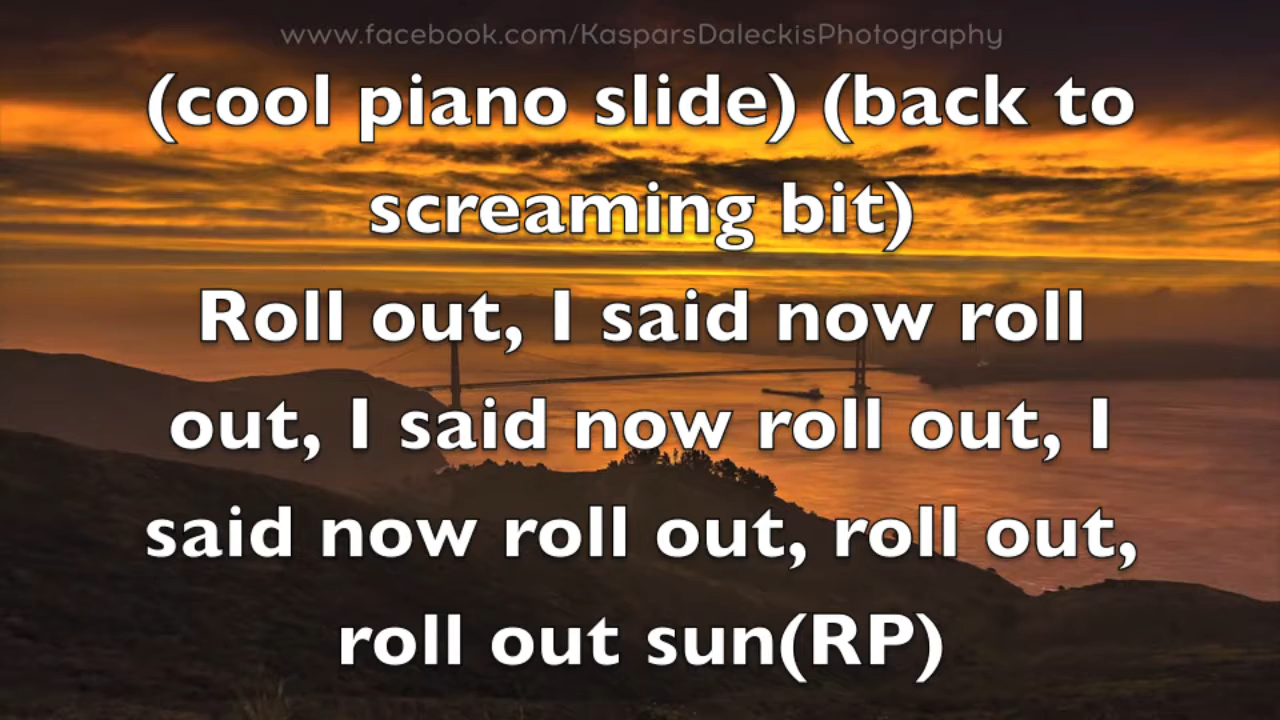 www.facebook.com/KasparsDaleckisPhotography
(cool piano slide) (back to
screaming bit)
Roll out, I said now roll
out, I said now roll out, I
said now roll out, roll out,
roll out sun(RP)